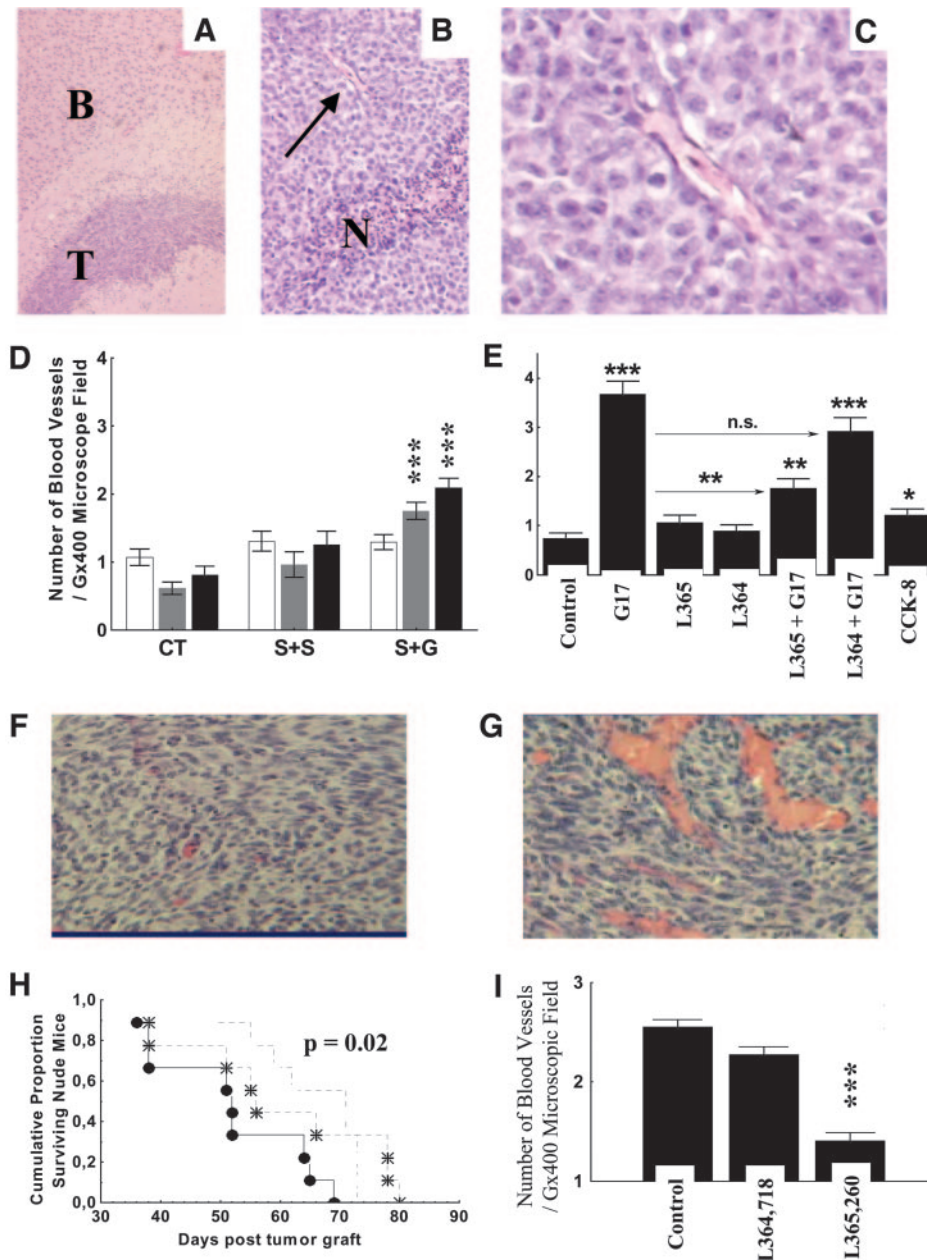 A
B
C
B
T
N
D
Number of Blood Vessels
/ Gx400 Microscope Field
4
3
2
1
0
***
***
CT
S+S
S+G
E
4
3
2
1
0
***
n.s.
**
**
***
*
Control
G17
L365
L364
L365 + G17
L364 + G17
CCK-8
F
G
H
Cumulative Proportion
Surviving Nude Mice
1,0
0,8
0,6
0,4
0,2
0,0
p = 0.02
30
40
50
60
70
80
90
Days post tumor graft
I
Number of Blood Vessels
/ Gx400 Microscopic Field
3
2
1
***
Control
L364,718
L365,260